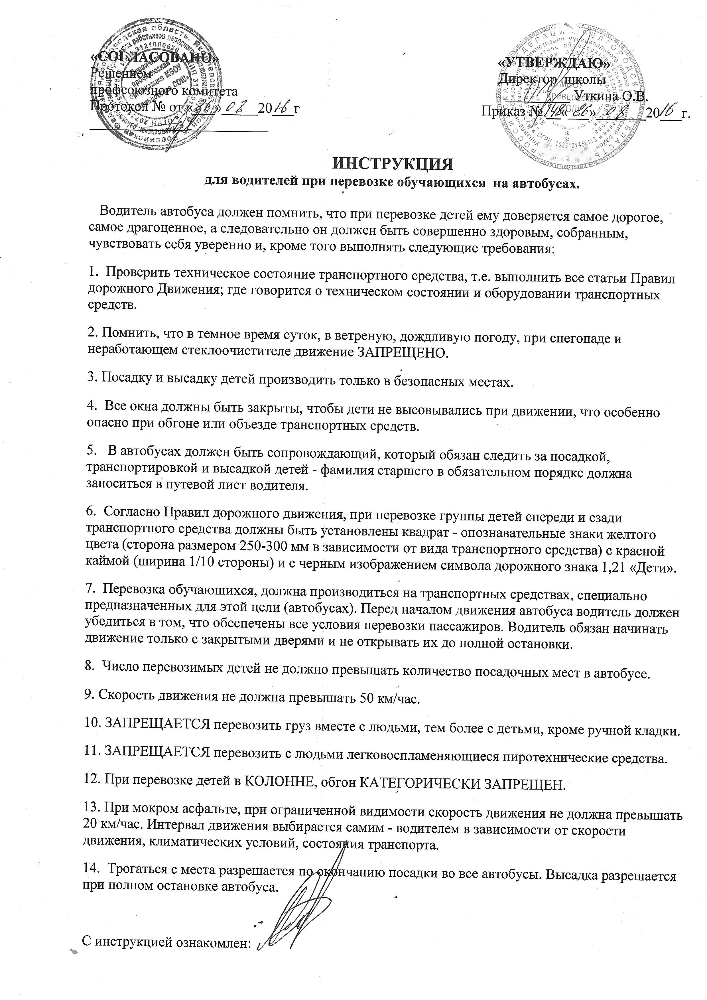 «СОГЛАСОВАНО»
Решением
профсоюзного комитета
Протокол № от «26» 08 2016 г
«УТВЕРЖДАЮ»
Директор школы
Уткина О.В.
Приказ № 148 «26» 08 2016 г.
ИНСТРУКЦИЯ
для водителей при перевозке обучающихся на автобусах.
Водитель автобуса должен помнить, что при перевозке детей ему доверяется самое дорогое,
самое драгоценное, а следовательно он должен быть совершенно здоровым, собранным,
чувствовать себя уверенно и, кроме того выполнять следующие требования:
1. Проверить техническое состояние транспортного средства, т.е. выполнить все статьи Правил
дорожного Движения; где говорится о техническом состоянии и оборудовании транспортных
средств.
2. Помнить, что в темное время суток, в ветреную, дождливую погоду, при снегопаде и
неработающем стеклоочистителе движение ЗАПРЕЩЕНО.
3. Посадку и высадку детей производить только в безопасных местах.
4. Все окна должны быть закрыты, чтобы дети не высовывались при движении, что особенно
опасно при обгоне или объезде транспортных средств.
5. В автобусах должен быть сопровождающий, который обязан следить за посадкой,
транспортировкой и высадкой детей - фамилия старшего в обязательном порядке должна
заноситься в путевой лист водителя.
6. Согласно Правил дорожного движения, при перевозке группы детей спереди и сзади
транспортного средства должны быть установлены квадрат - опознавательные знаки желтого
цвета (сторона размером 250-300 мм в зависимости от вида транспортного средства) с красной
каймой (ширина 1/10 стороны) и с черным изображением символа дорожного знака 1,21 «Дети».
7. Перевозка обучающихся, должна производиться на транспортных средствах, специально
предназначенных для этой цели (автобусах). Перед началом движения автобуса водитель должен
убедиться в том, что обеспечены все условия перевозки пассажиров. Водитель обязан начинать
движение только с закрытыми дверями и не открывать их до полной остановки.
8. Число перевозимых детей не должно превышать количество посадочных мест в автобусе.
9. Скорость движения не должна превышать 50 км/час.
10. ЗАПРЕЩАЕТСЯ перевозить груз вместе с людьми, тем более с детьми, кроме ручной кладки.
11. ЗАПРЕЩАЕТСЯ перевозить с людьми легковоспламеняющиеся пиротехнические средства.
12. При перевозке детей в КОЛОННЕ, обгон КАТЕГОРИЧЕСКИ ЗАПРЕЩЕН.
13. При мокром асфальте, при ограниченной видимости скорость движения не должна превышать
20 км/час. Интервал движения выбирается самим - водителем в зависимости от скорости
движения, климатических условий, состояния транспорта.
14. Трогаться с места разрешается по окончанию посадки во все автобусы. Высадка разрешается
при полном остановке автобуса.
С инструкцией ознакомлен: